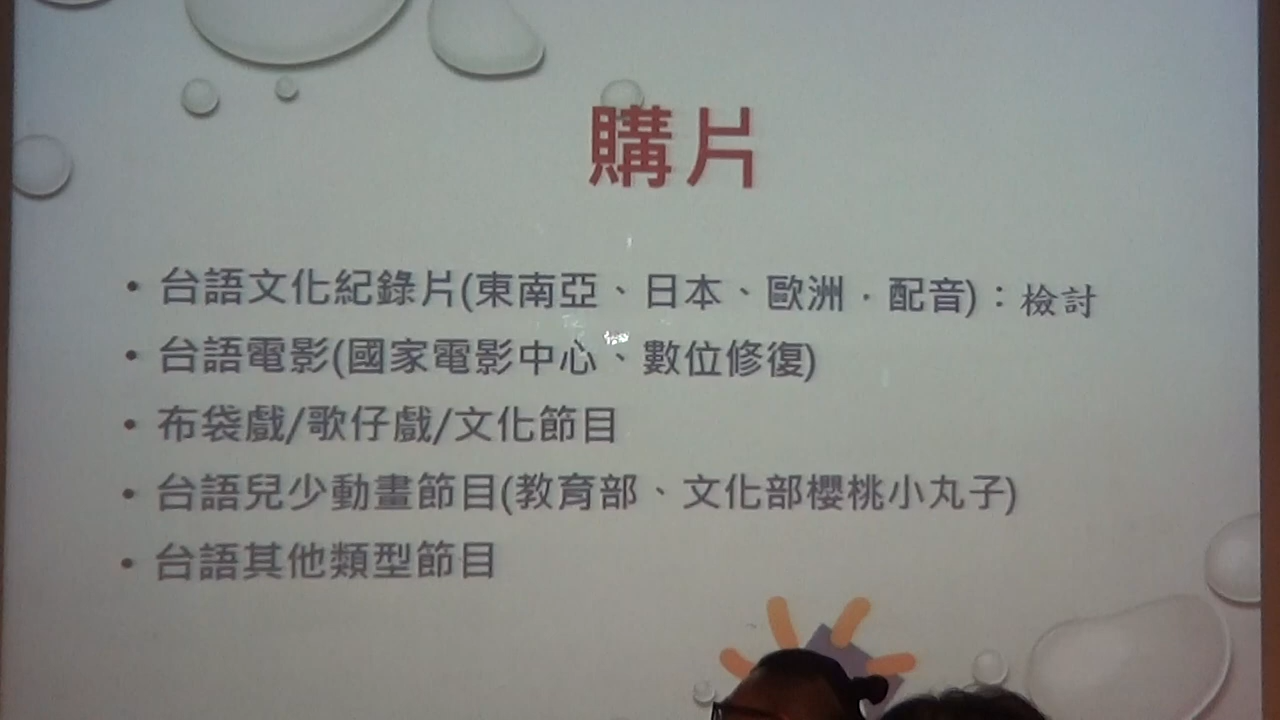 購片
• 台語文化紀錄片(東南亞、日本、歐洲．配音)：檢討
• 台語電影(國家電影中心、數位修復)
• 布袋戲/歌仔戲/文化節目
• 台語兒少動畫節目(教育部、文化部櫻桃小丸子)
• 台語其他類型節目